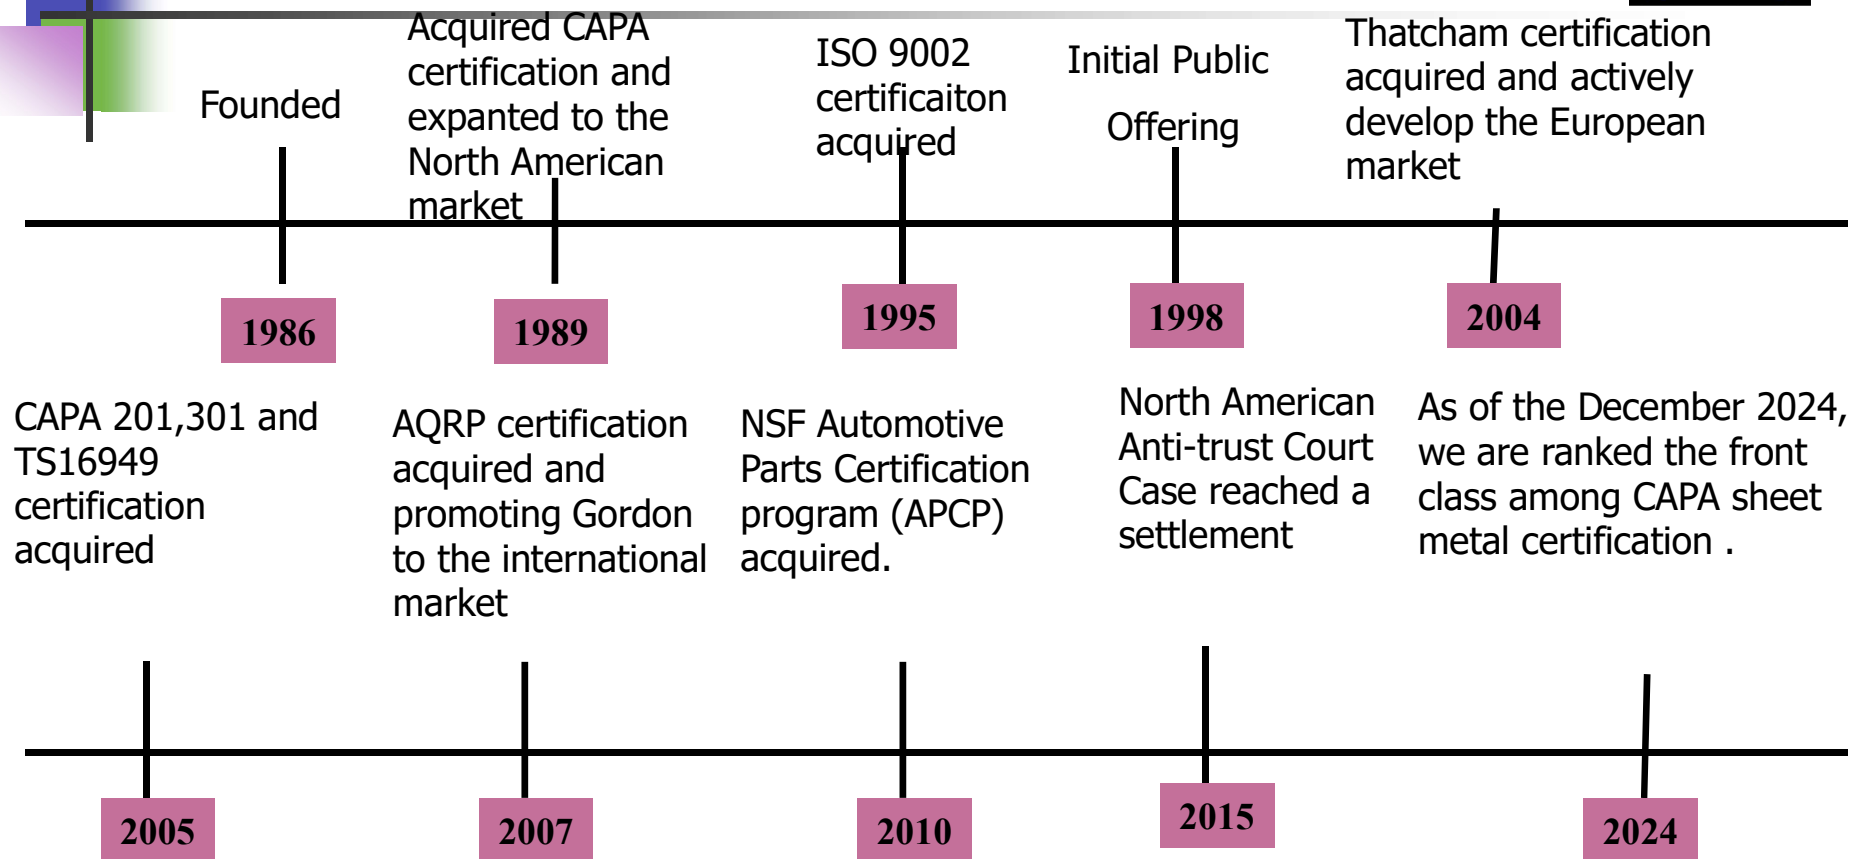 Founded
Acquired CAPA
certification and
expanted to the
North American
market
ISO 9002
certificaiton
acquired
Initial Public
Offering
Thatcham certification
acquired and actively
develop the European
market
1986
1989
1995
1998
2004
CAPA 201,301 and
TS16949
certification
acquired
AQRP certification
acquired and
promoting Gordon
to the international
market
NSF Automotive
Parts Certification
program (APCP)
acquired.
North American
Anti-trust Court
Case reached a
settlement
As of the December 2024,
we are ranked the front
class among CAPA sheet
metal certification .
2005
2007
2010
2015
2024